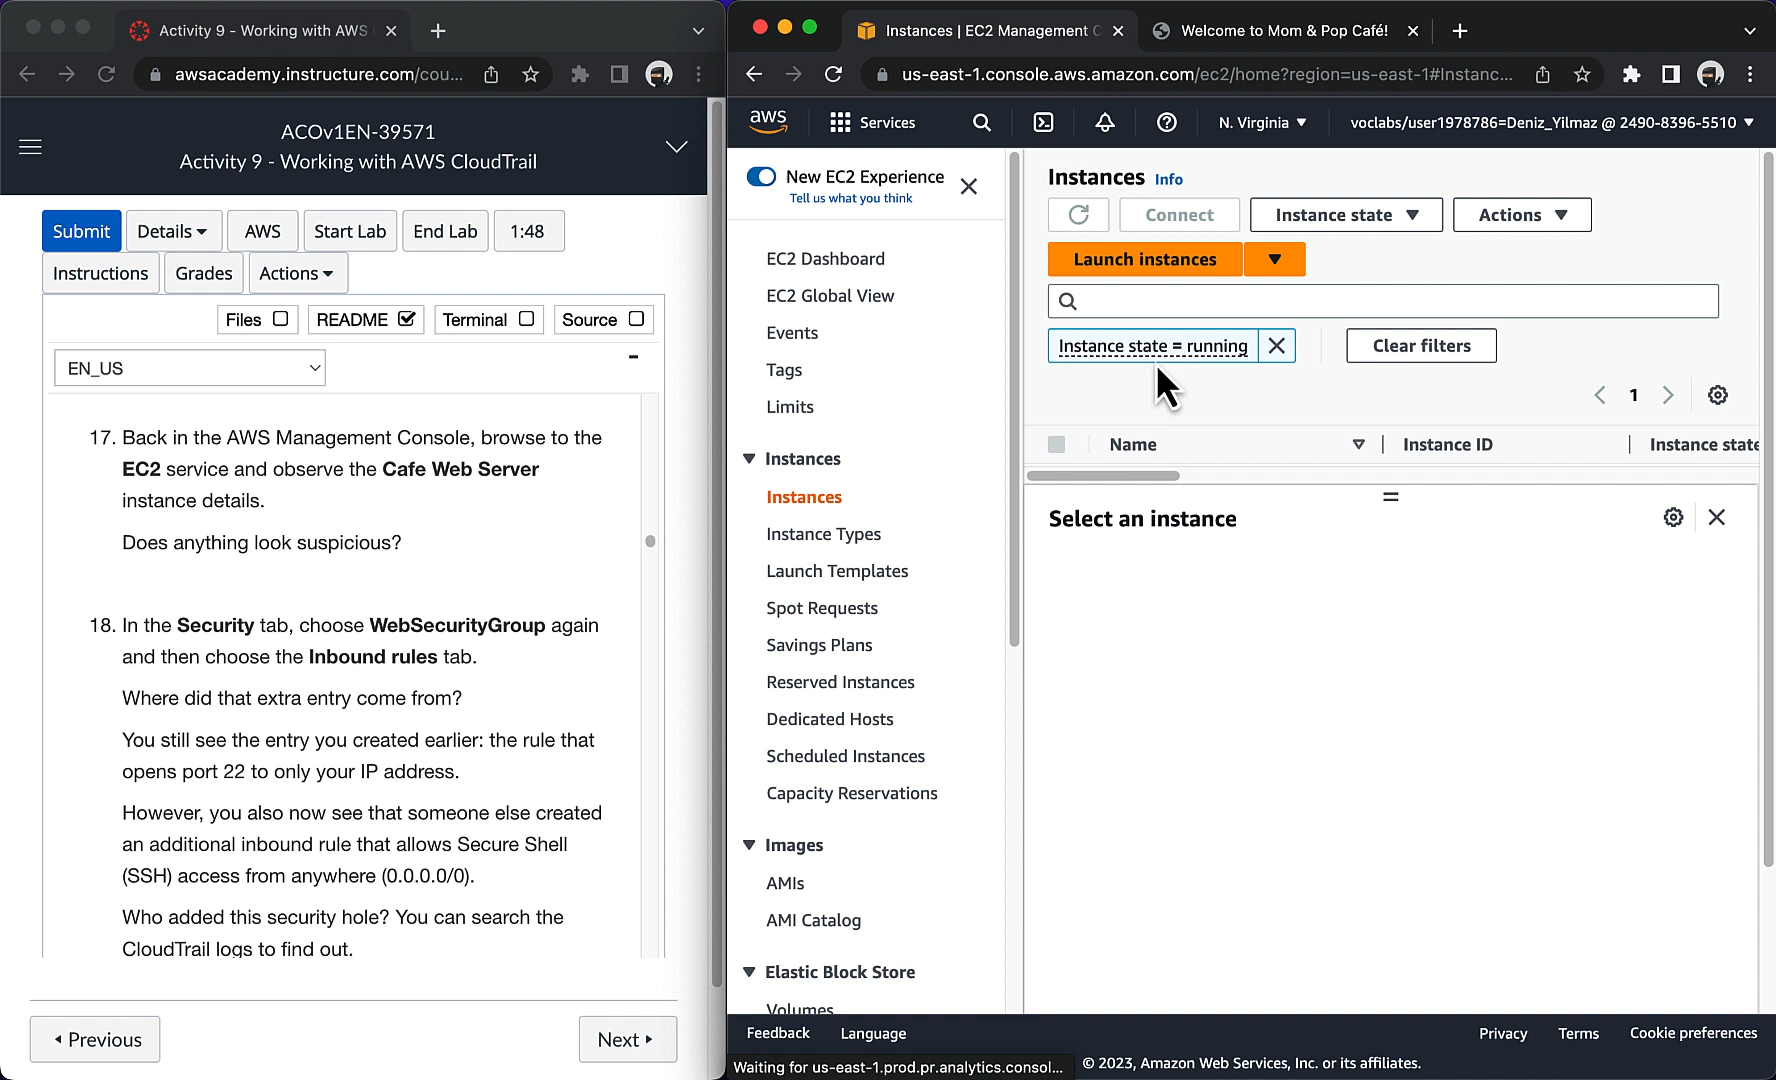 Activity 9 - Working with AWS
awsacademy.instructure.com/cou...
ACOv1EN-39571
Activity 9 - Working with AWS CloudTrail
Submit
Details
AWS
Start Lab
End Lab
1:48
Instructions
Grades
Actions
Files
README
Terminal
Source
EN_US
17. Back in the AWS Management Console, browse to the
EC2 service and observe the Cafe Web Server
instance details.
Does anything look suspicious?
18. In the Security tab, choose WebSecurityGroup again
and then choose the Inbound rules tab.
Where did that extra entry come from?
You still see the entry you created earlier: the rule that
opens port 22 to only your IP address.
However, you also now see that someone else created
an additional inbound rule that allows Secure Shell
(SSH) access from anywhere (0.0.0.0/0).
Who added this security hole? You can search the
CloudTrail logs to find out.
Previous
Next
Instances | EC2 Management C
Welcome to Mom & Pop Café!
us-east-1.console.aws.amazon.com/ec2/home?region=us-east-1#Instanc...
aws
Services
N. Virginia
voclabs/user1978786=Deniz_Yilmaz @ 2490-8396-5510
New EC2 Experience
Tell us what you think
EC2 Dashboard
EC2 Global View
Events
Tags
Limits
Instances
Instances
Instance Types
Launch Templates
Spot Requests
Savings Plans
Reserved Instances
Dedicated Hosts
Scheduled Instances
Capacity Reservations
Images
AMIs
AMI Catalog
Elastic Block Store
Volumes
Instances Info
Connect
Instance state
Actions
Launch instances
Instance state = running
Clear filters
1
Name
Instance ID
Instance state
Select an instance
Feedback
Language
Privacy
Terms
Cookie preferences
Waiting for us-east-1.prod.pr.analytics.consol...
© 2023, Amazon Web Services, Inc. or its affiliates.